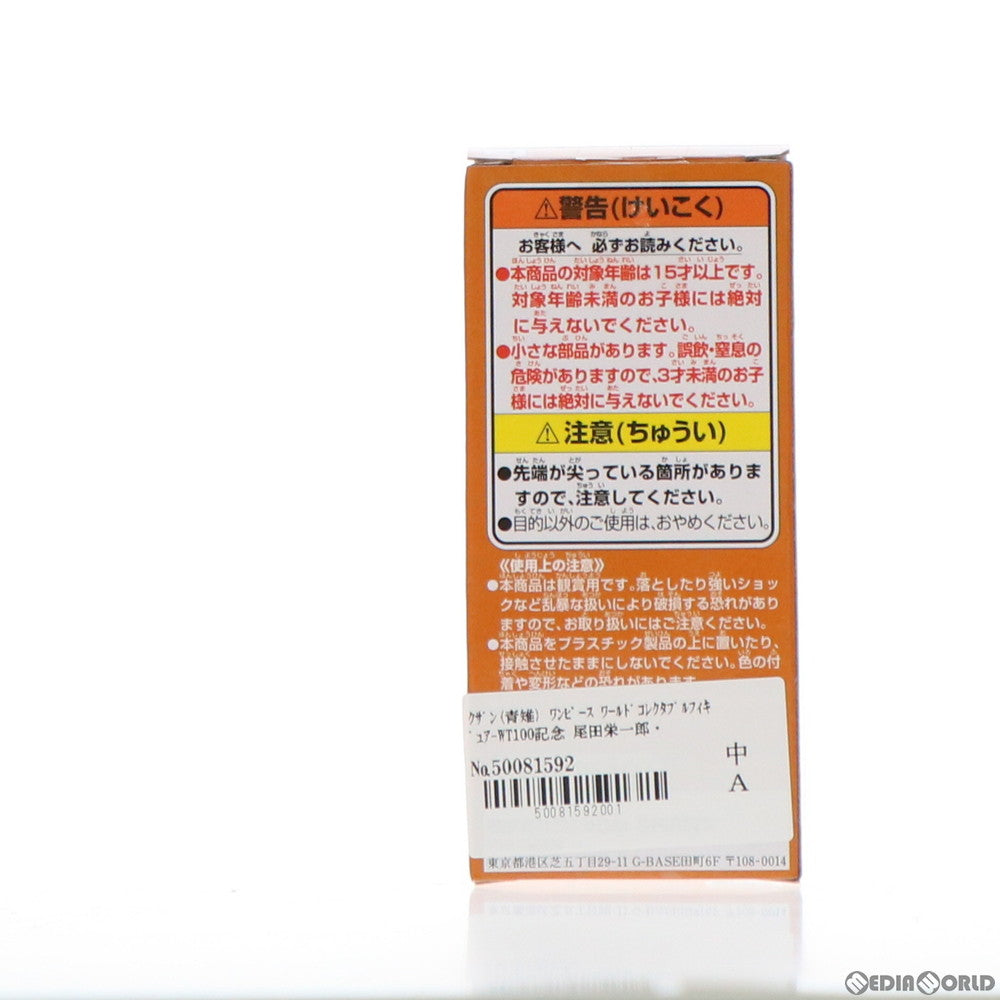 ⚠警告(けいこく)
お客様へ 必ずお読みください。
●本商品の対象年齢は15才以上です。
対象年齢未満のお子様には絶対
に与えないでください。
●小さな部品があります。誤飲・窒息の
危険がありますので、3才未満のお子
様には絶対に与えないでください。
⚠注意(ちゅうい)
●先端が尖っている箇所がありま
すので、注意してください。
●目的以外のご使用は、おやめください。
《使用上の注意》
●本商品は観賞用です。落としたり強いショッ
クなど乱暴な扱いにより破損する恐れがあり
ますので、お取り扱いにはご注意ください。
●本商品をプラスチック製品の上に置いたり、
接触させたままにしないでください。色の付
着や変形などの恐れがあります。
クザン(青雉) ワンピース ワールドコレクタブルフィギ
ュア-WT100記念 尾田栄一郎・
No.50081592
中
A
50081592001
東京都港区芝五丁目29-11 G-BASE田町6F 〒108-0014
MEDIAWORLD